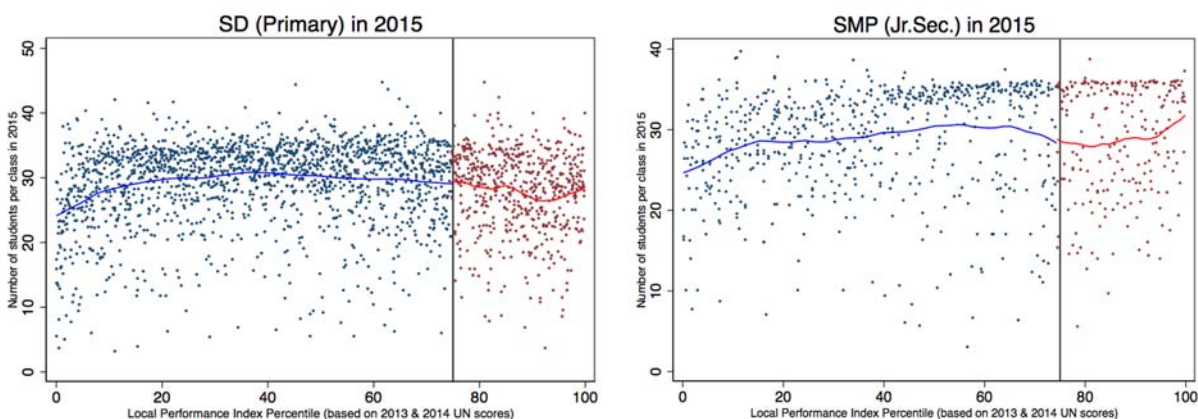 SD (Primary) in 2015
Number of students per class in 2015
50
40
30
20
10
0
0 20 40 60 80 100
Local Performance Index Percentile (based on 2013 & 2014 UN scores)
SMP (Jr.Sec.) in 2015
Number of students per class in 2015
40
30
20
10
0
0 20 40 60 80 100
Local Performance Index Percentile (based on 2013 & 2014 UN scores)